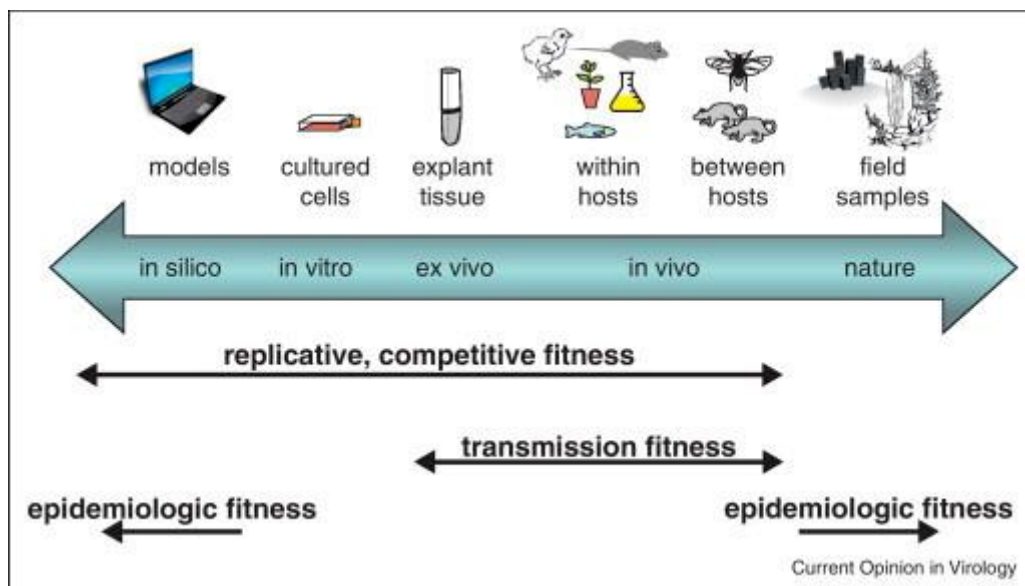 models
cultured
cells
explant
tissue
within
hosts
between
hosts
field
samples
in silico
in vitro
ex vivo
in vivo
nature
replicative, competitive fitness
transmission fitness
epidemiologic fitness
epidemiologic fitness
Current Opinion in Virology